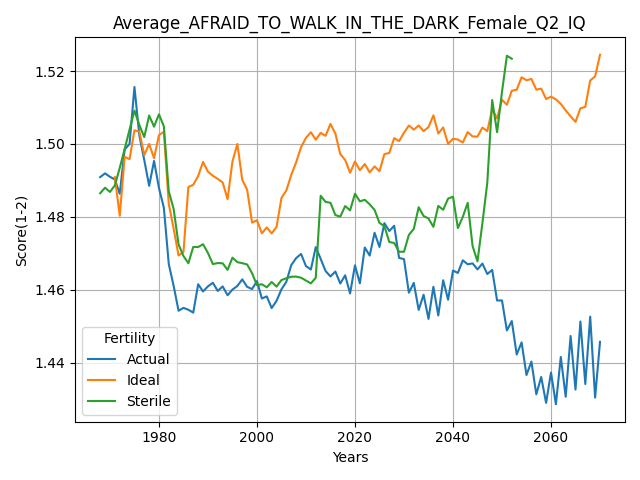 Average_AFRAID_TO_WALK_IN_THE_DARK_Female_Q2_IQ
Score(1-2)
1.52
1.50
1.48
1.46
1.44
Fertility
Actual
Ideal
Sterile
1980 2000 2020 2040 2060
Years